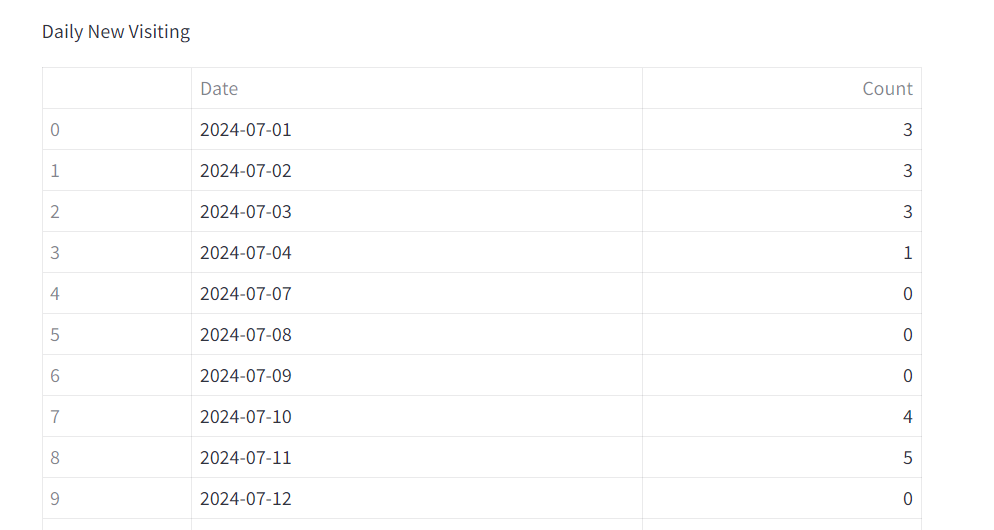 Daily New Visiting
Date Count
0 2024-07-01 3
1 2024-07-02 3
2 2024-07-03 3
3 2024-07-04 1
4 2024-07-07 0
5 2024-07-08 0
6 2024-07-09 0
7 2024-07-10 4
8 2024-07-11 5
9 2024-07-12 0